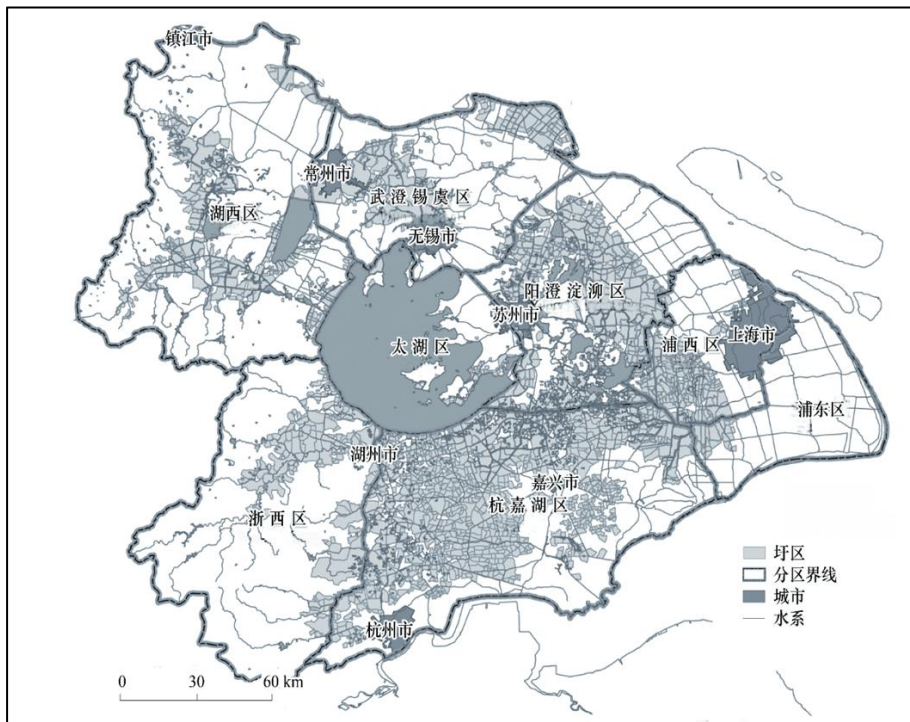 镇江市
常州市
武澄锡虞区
湖西区
无锡市
阳澄淀泖区
苏州市
太湖区
浦西区
上海市
浦东区
湖州市
嘉兴市
杭嘉湖区
浙西区
杭州市
圩区
分区界线
城市
水系
0 30 60 km